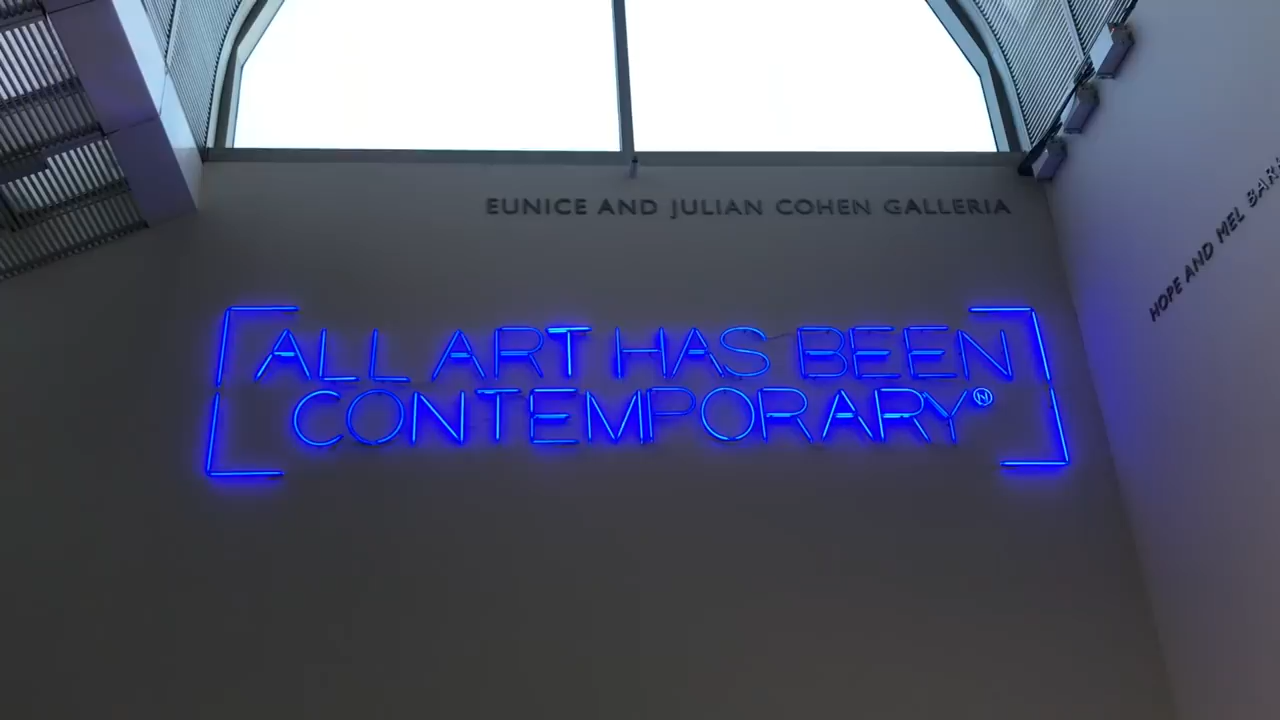 EUNICE AND JULIAN COHEN GALLERIA
ALL ART HAS BEEN
CONTEMPORARY
HOPE AND MEL